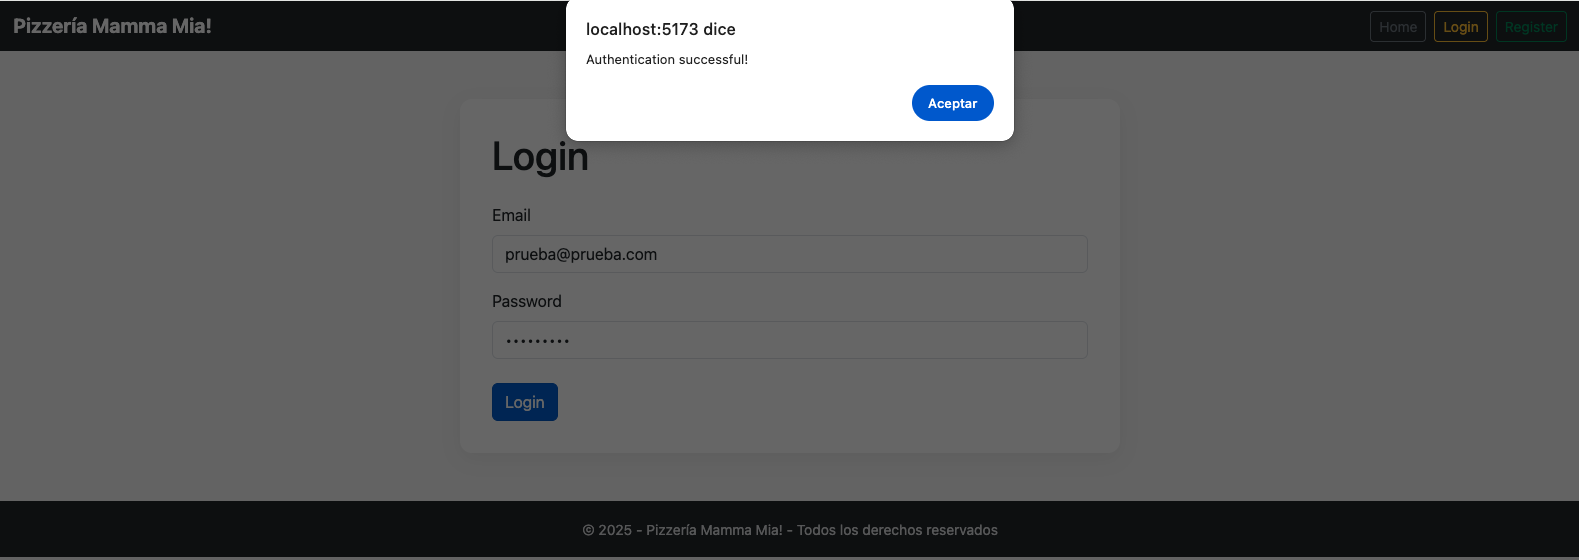 Pizzería Mamma Mia!
Home Login Register
localhost:5173 dice
Authentication successful!
Aceptar
Login
Email
prueba@prueba.com
Password
•••••••••
Login
© 2025 - Pizzería Mamma Mia! - Todos los derechos reservados